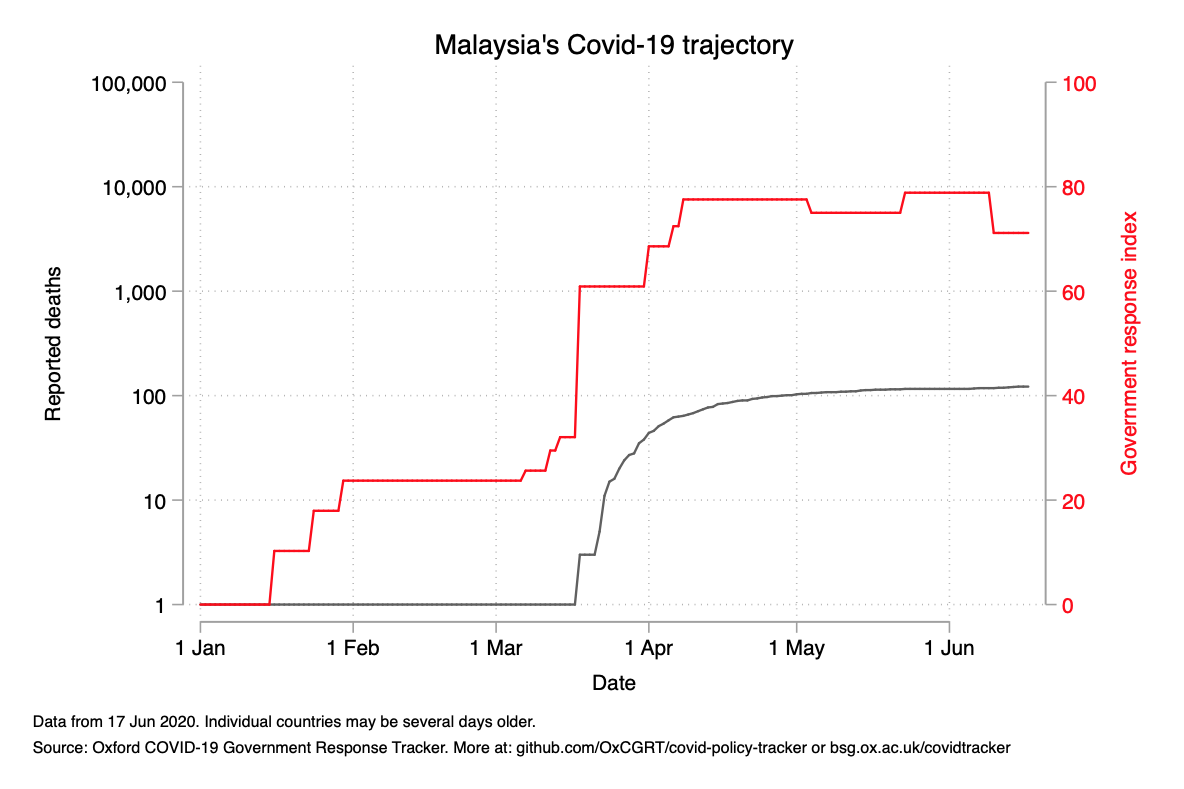 Malaysia's Covid-19 trajectory
100,000
10,000
1,000
100
10
1
Reported deaths
100
80
60
40
20
0
Government response index
1 Jan
1 Feb
1 Mar
1 Apr
1 May
1 Jun
Date
Data from 17 Jun 2020. Individual countries may be several days older.
Source: Oxford COVID-19 Government Response Tracker. More at: github.com/OxCGRT/covid-policy-tracker or bsg.ox.ac.uk/covidtracker